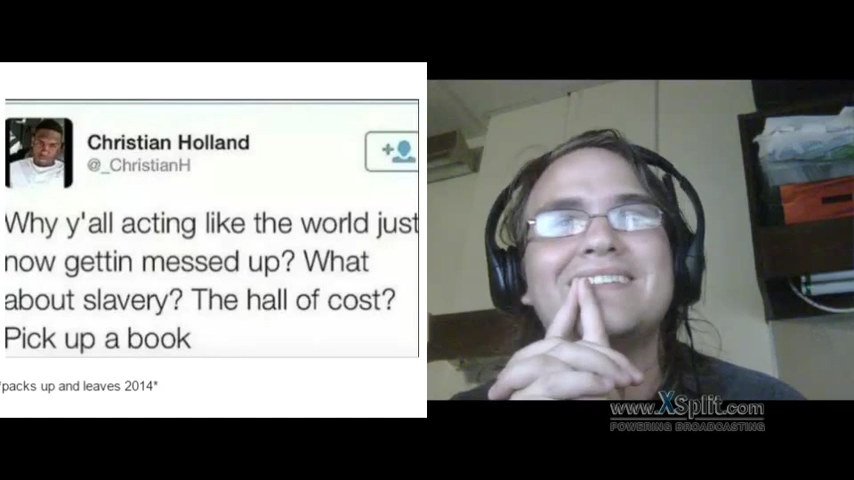 Christian Holland
@_ChristianH
Why y'all acting like the world just
now gettin messed up? What
about slavery? The hall of cost?
Pick up a book
*packs up and leaves 2014*
www.XSplit.com
POWERING BROADCASTING